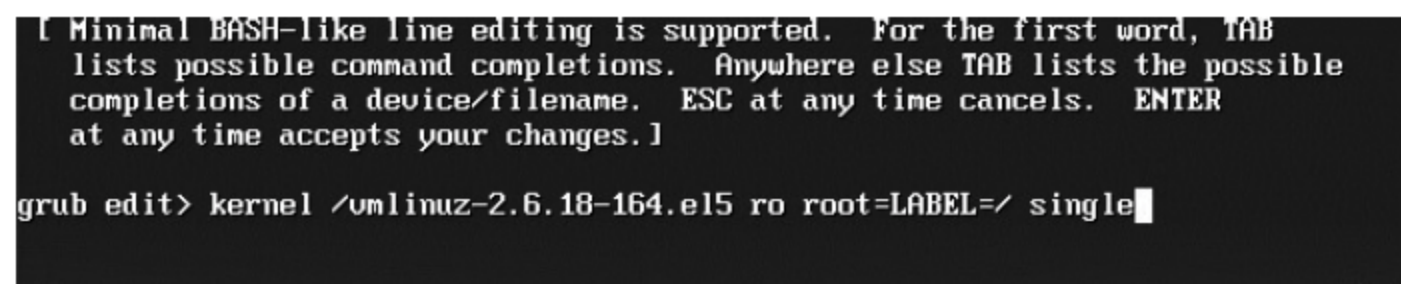 [ Minimal BASH-like line editing is supported.  For the first word, TAB
lists possible command completions.  Anywhere else TAB lists the possible
completions of a device/filename.  ESC at any time cancels.  ENTER
at any time accepts your changes.]
grub edit> kernel /vmlinuz-2.6.18-164.el5 ro root=LABEL=/ single